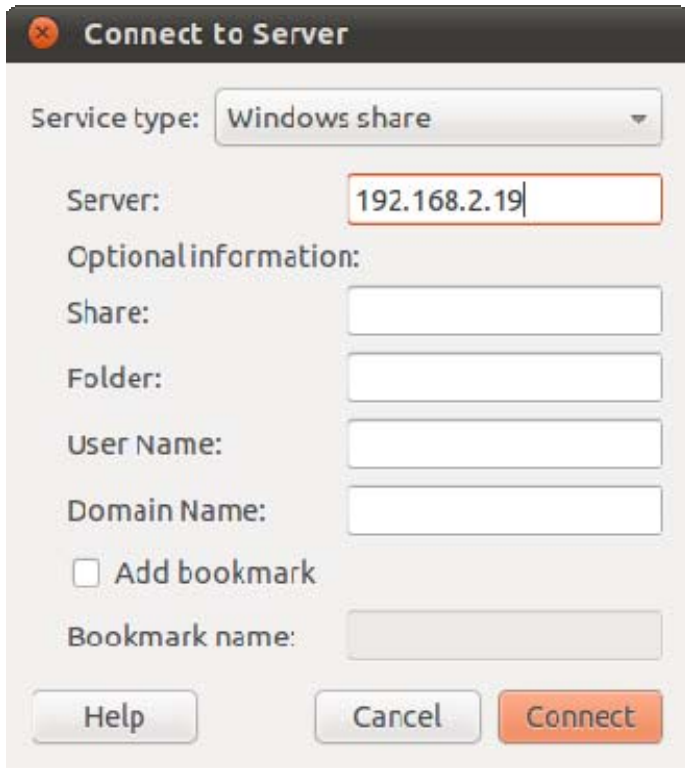 Connect to Server
Service type: Windows share
Server: 192.168.2.19
Optional information:
Share:
Folder:
User Name:
Domain Name:
Add bookmark
Bookmark name:
Help Cancel Connect